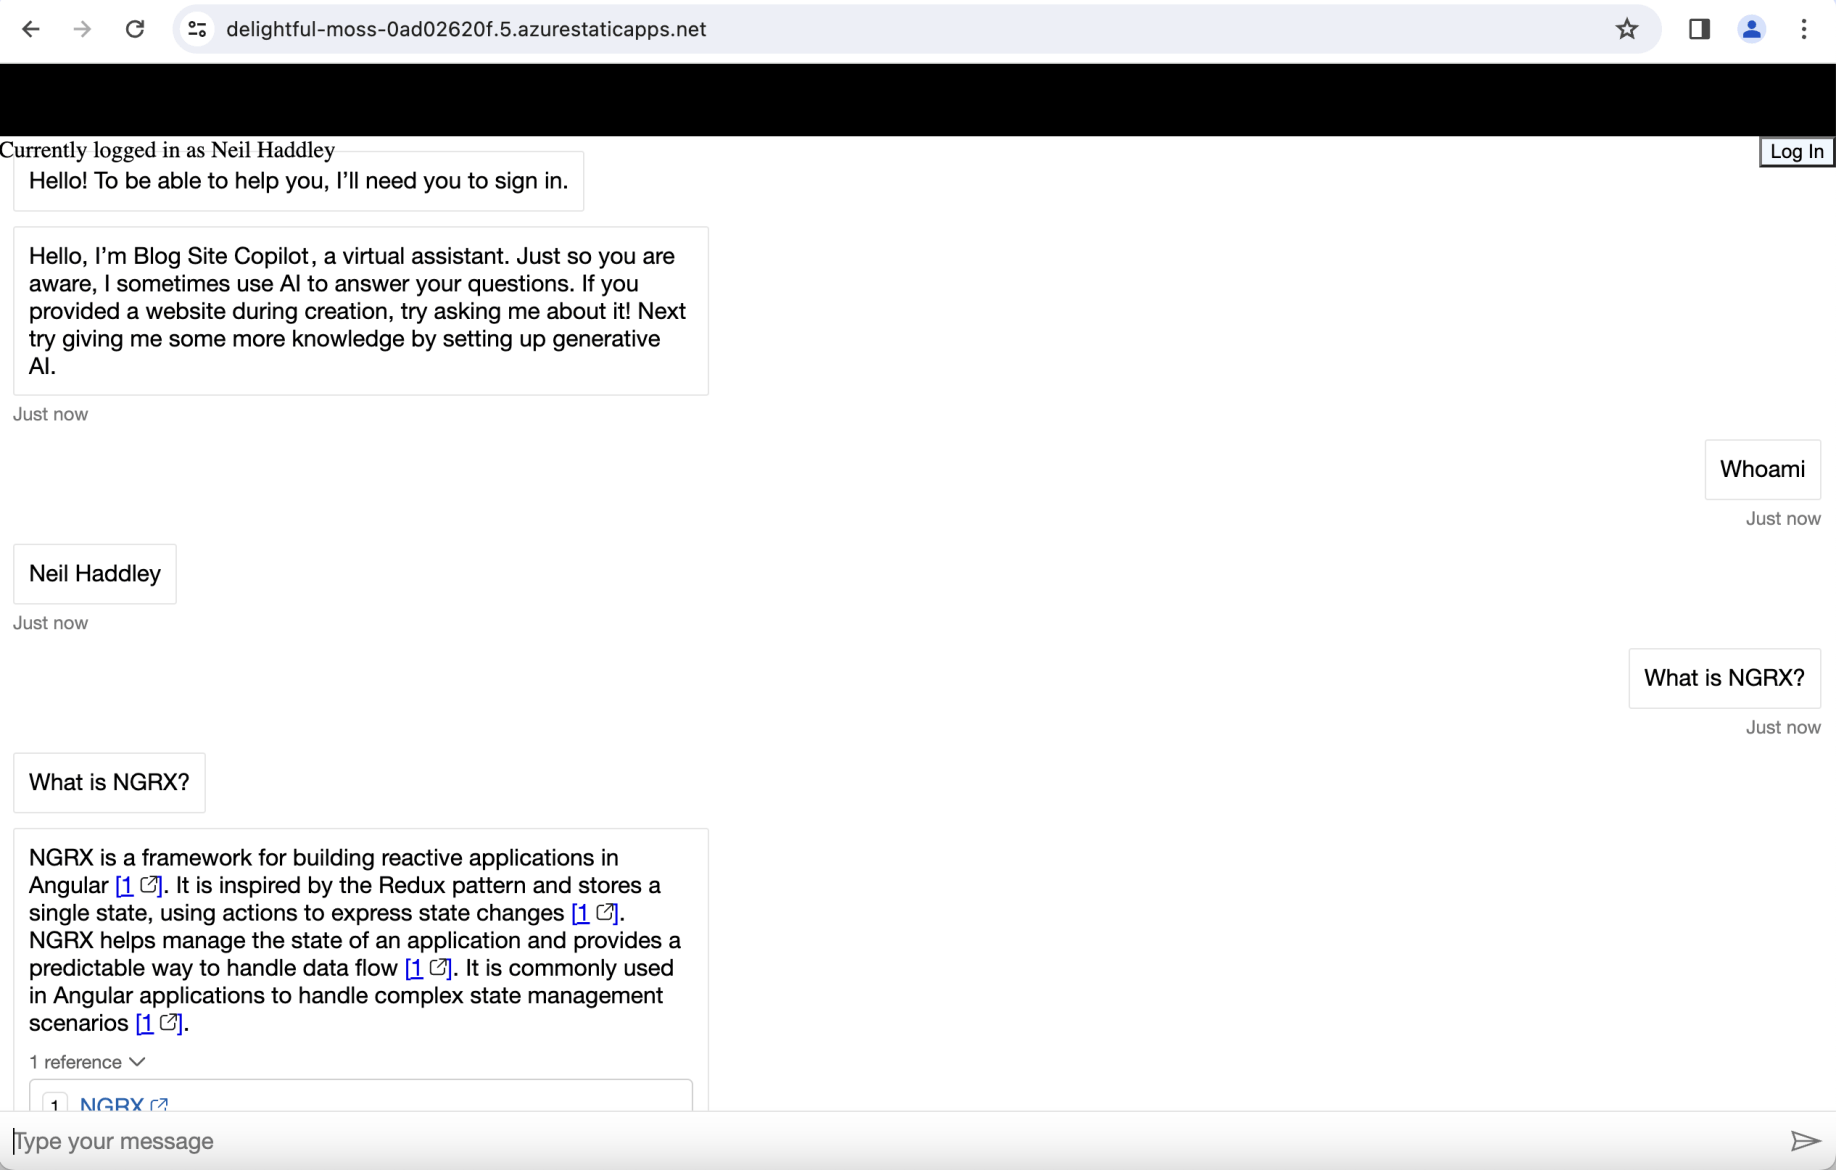 delightful-moss-0ad02620f.5.azurestaticapps.net
Currently logged in as Neil Haddley
Log In
Hello! To be able to help you, I’ll need you to sign in.
Hello, I’m Blog Site Copilot, a virtual assistant. Just so you are
aware, I sometimes use AI to answer your questions. If you
provided a website during creation, try asking me about it! Next
try giving me some more knowledge by setting up generative
AI.
Just now
Whoami
Just now
Neil Haddley
Just now
What is NGRX?
Just now
What is NGRX?
NGRX is a framework for building reactive applications in
Angular [1]. It is inspired by the Redux pattern and stores a
single state, using actions to express state changes [1].
NGRX helps manage the state of an application and provides a
predictable way to handle data flow [1]. It is commonly used
in Angular applications to handle complex state management
scenarios [1].
1 reference
1 NGRX
Type your message